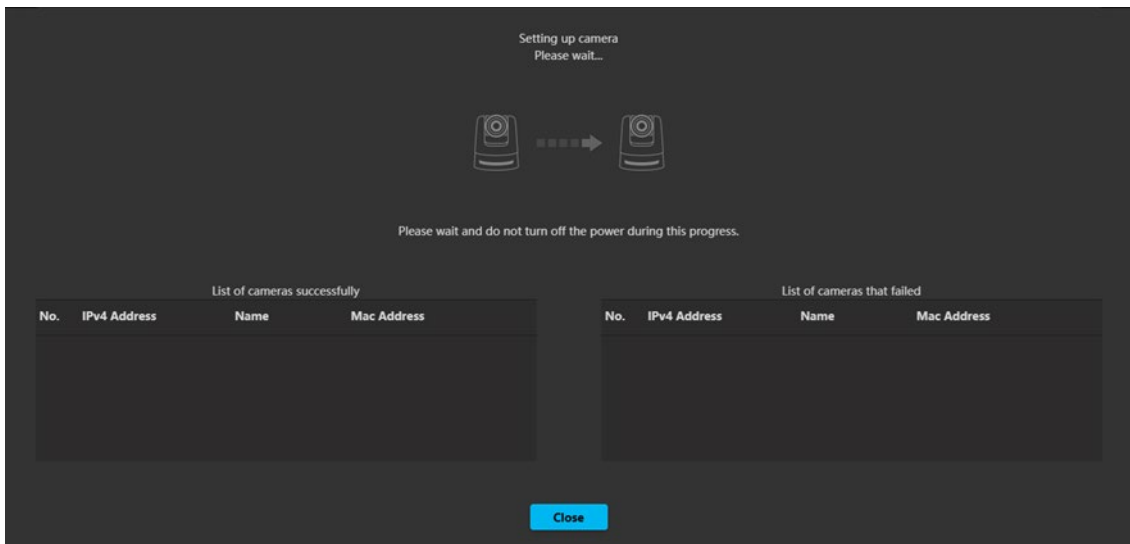 Setting up camera
Please wait...
Please wait and do not turn off the power during this progress.
List of cameras successfully
No. IPv4 Address Name Mac Address
List of cameras that failed
No. IPv4 Address Name Mac Address
Close